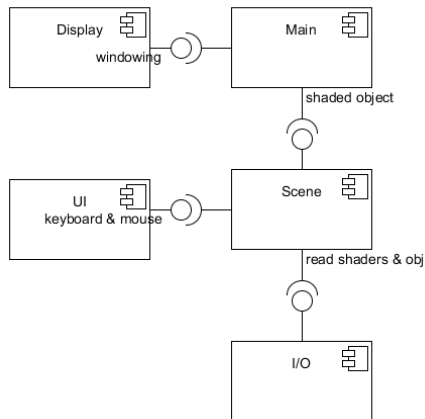 Display
Main
windowing
shaded object
UI
keyboard & mouse
Scene
read shaders & obj
I/O